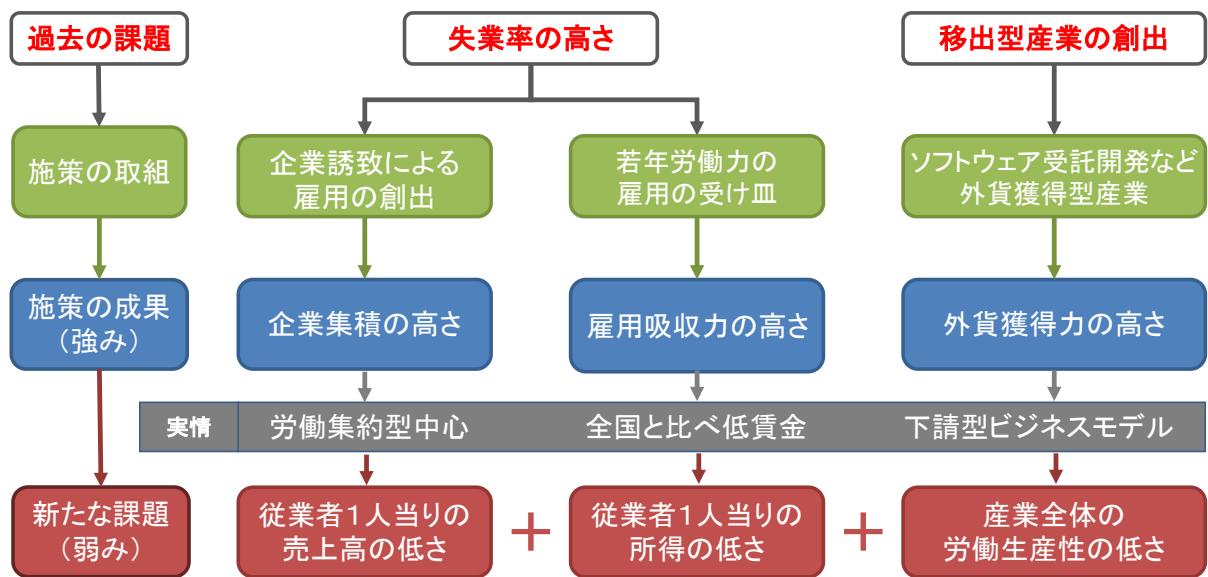 過去の課題
失業率の高さ
移出型産業の創出
施策の取組
企業誘致による
雇用の創出
若年労働力の
雇用の受け皿
ソフトウェア受託開発など
外貨獲得型産業
施策の成果
（強み）
企業集積の高さ
雇用吸収力の高さ
外貨獲得力の高さ
実情
労働集約型中心
全国と比べ低賃金
下請型ビジネスモデル
新たな課題
（弱み）
従業者１人当りの
売上高の低さ
＋
従業者１人当りの
所得の低さ
＋
産業全体の
労働生産性の低さ